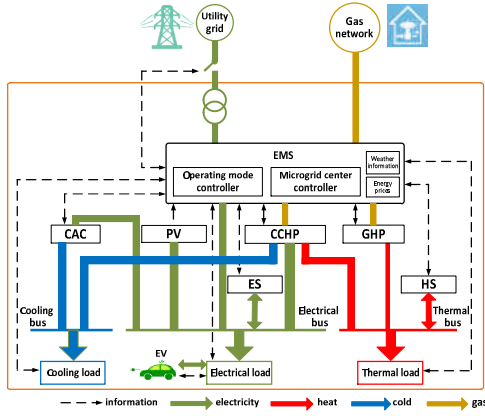 Utility
grid
Gas
network
EMS
Operating mode
controller
Microgrid center
controller
Weather
information
Energy
prices
CAC
PV
CCHP
GHP
ES
HS
Cooling
bus
Electrical
bus
Thermal
bus
EV
Cooling load
Electrical load
Thermal load
information
electricity
heat
cold
gas